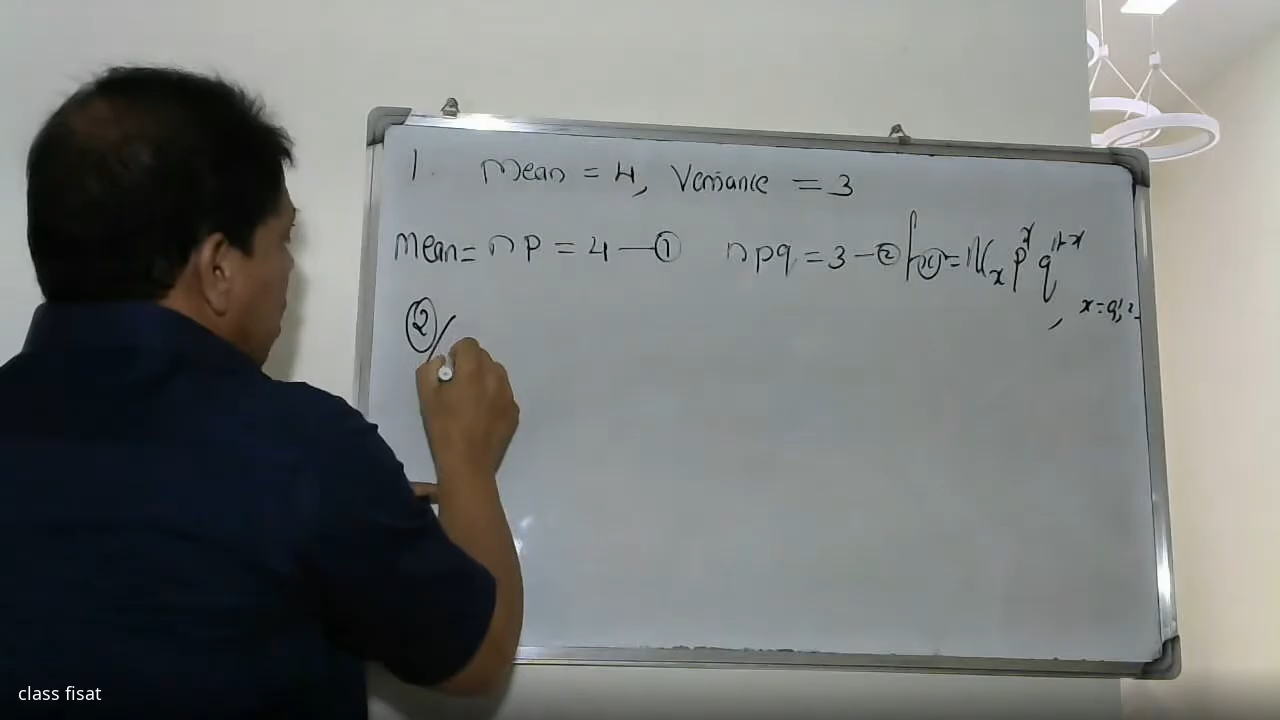 1. Mean = 4, Variance = 3
Mean = np = 4 — ① npq = 3 — ② p(x) = nCx p^x q^n-x
, x = 0, 1, 2
② /
class fisat